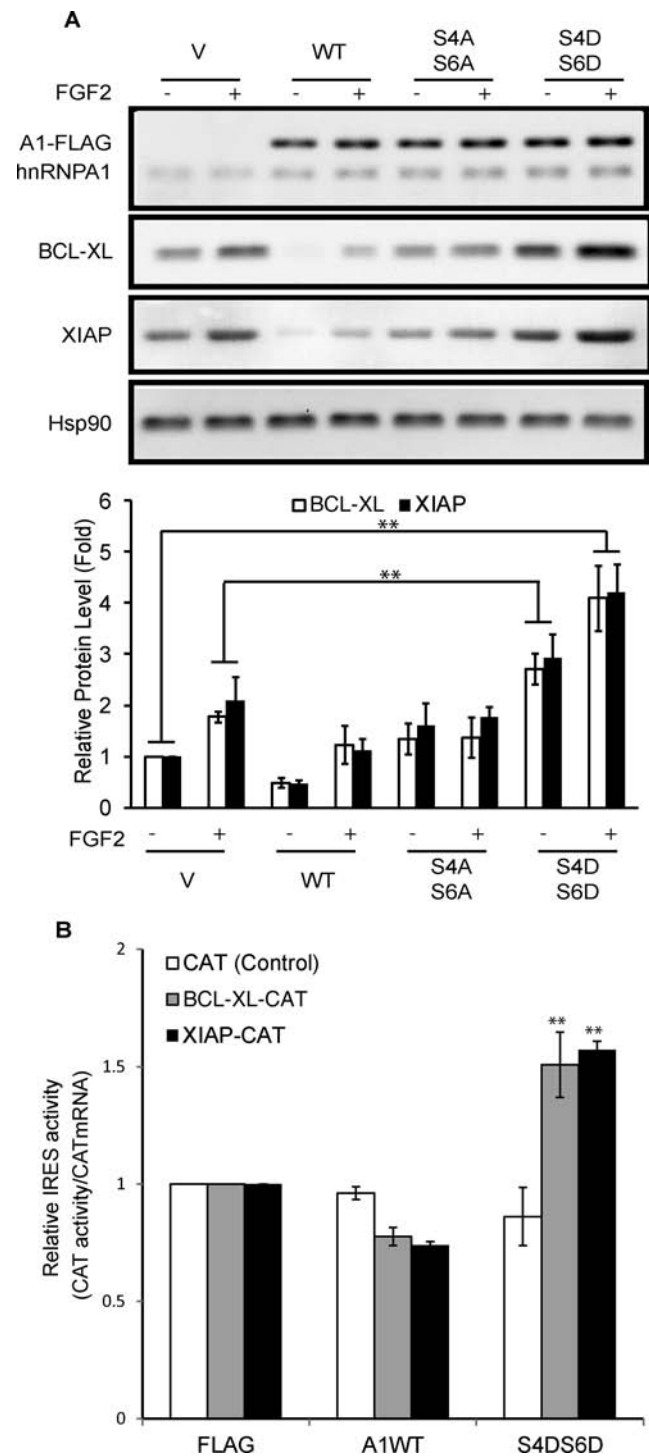 A
V WT S4A S4D
S6A S6D
FGF2 - + - + - + - +
A1-FLAG
hnRNPA1
BCL-XL
XIAP
Hsp90
BCL-XL XIAP
**
**
Relative Protein Level (Fold)
6
5
4
3
2
1
0
FGF2 - + - + - + - +
V WT S4A S4D
S6A S6D
B
CAT (Control)
BCL-XL-CAT
XIAP-CAT
** **
Relative IRES activity
(CAT activity/CATmRNA)
2
1.5
1
0.5
0
FLAG A1WT S4DS6D